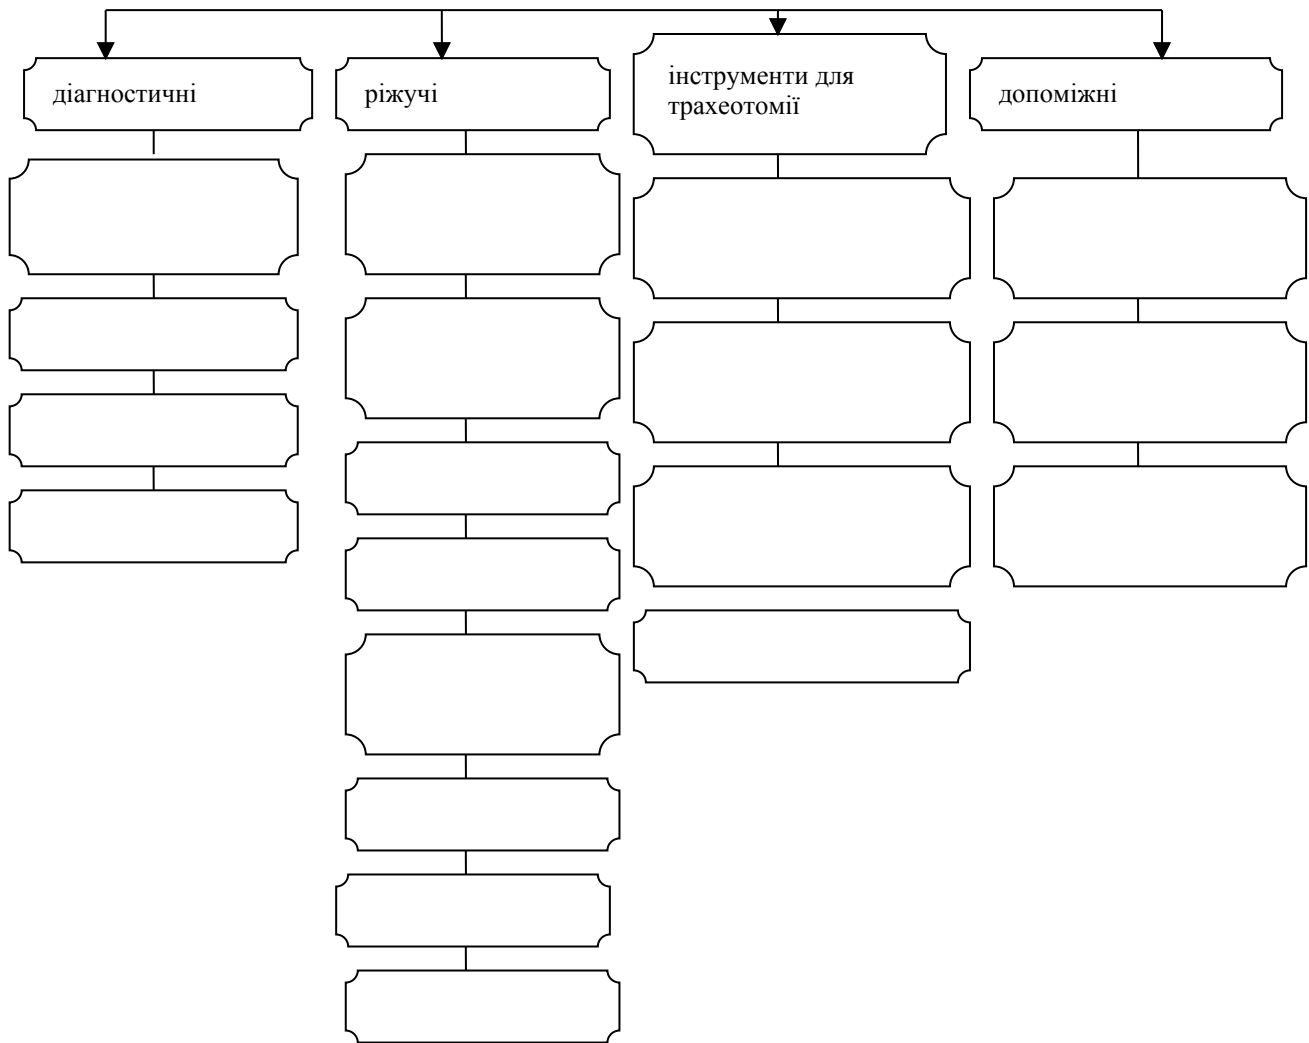 діагностичні
ріжучі
інструменти для
трахеотомії
допоміжні